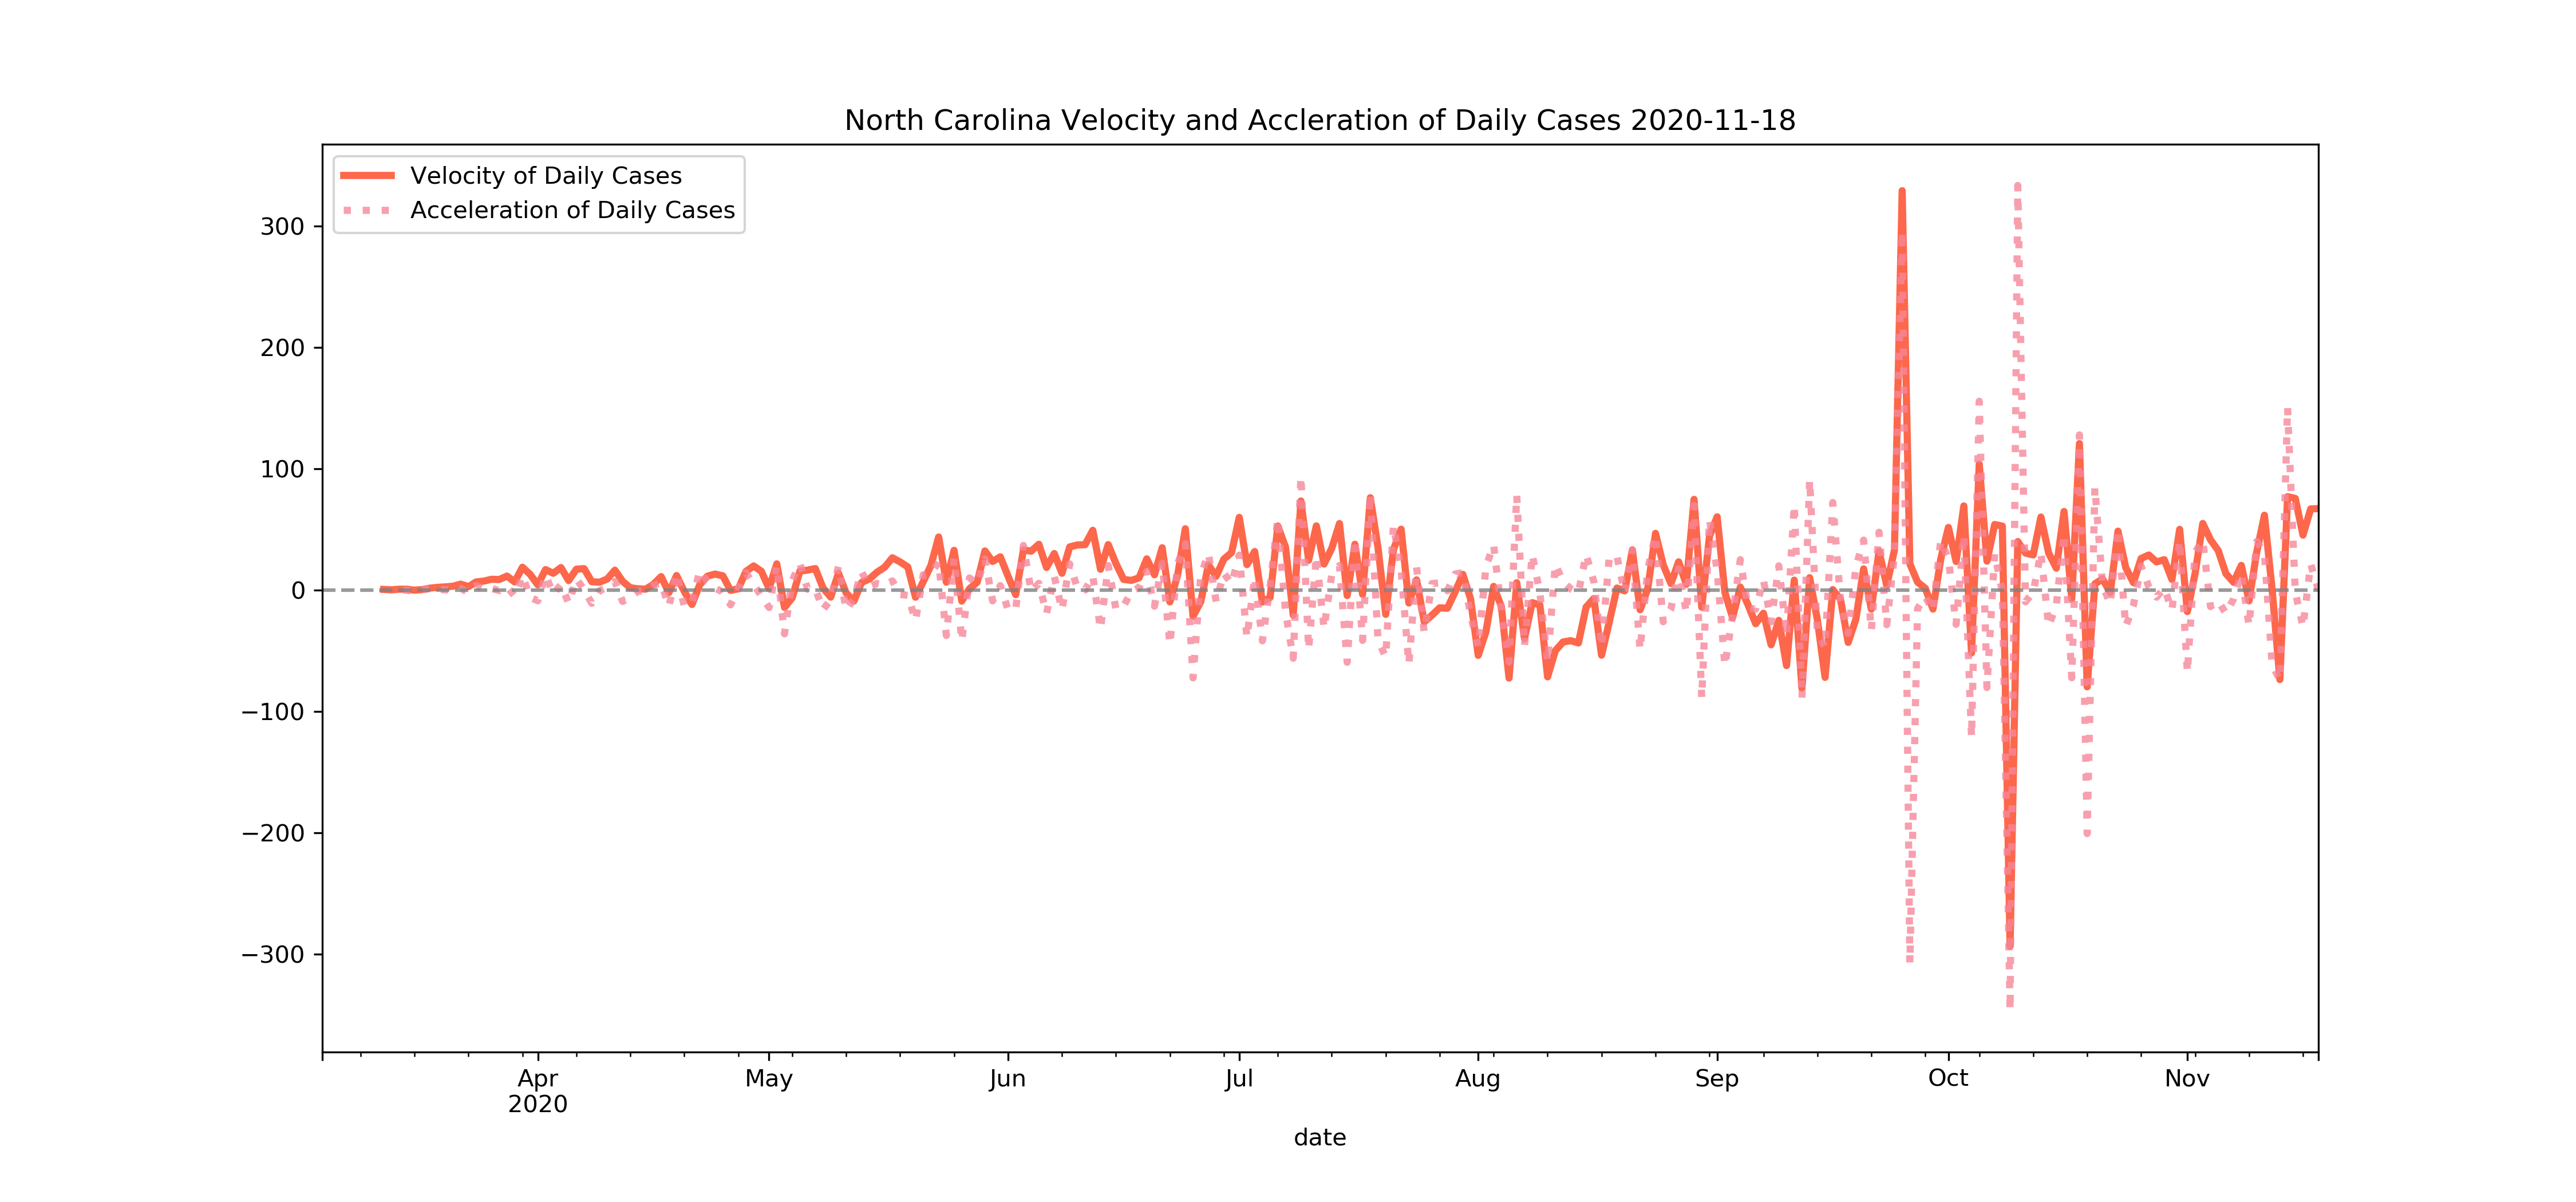 North Carolina Velocity and Accleration of Daily Cases 2020-11-18
Velocity of Daily Cases
Acceleration of Daily Cases
300
200
100
0
−100
−200
−300
Apr May Jun Jul Aug Sep Oct Nov
2020
date